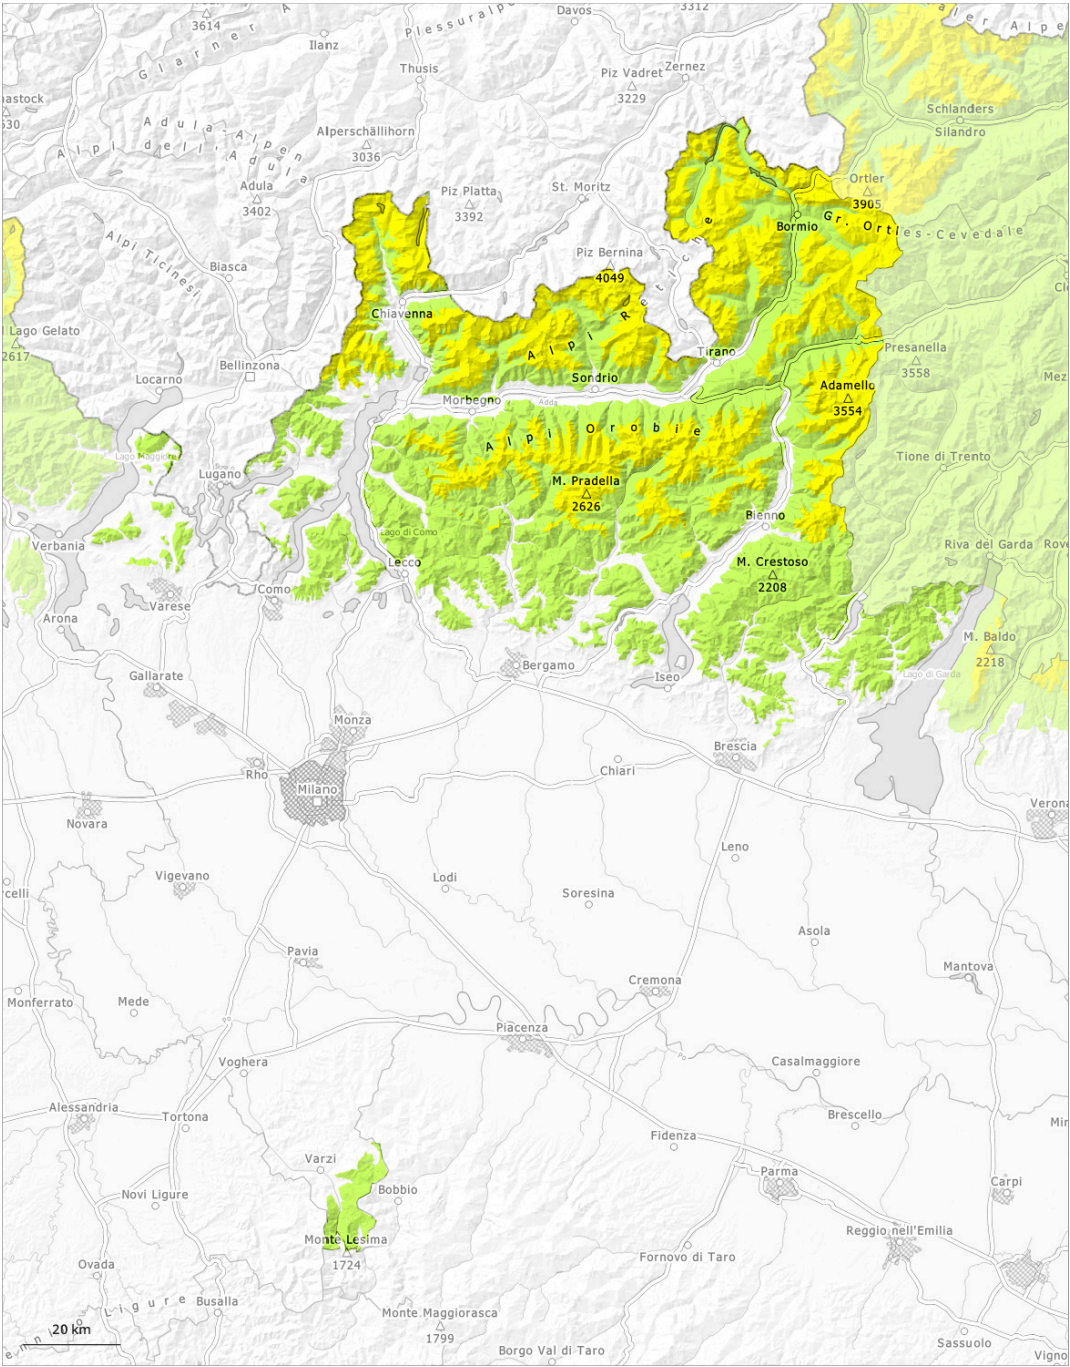 3614
Davos
3312
Ilanz
Plessuralpe
Glarner A
Thusis
Piz Vadret
3229
Zernez
Adula-Alpen
Alpi dell'Adula
Alperschällihorn
3036
Schlanders
Silandro
Adula
3402
Piz Platta
3392
St. Moritz
Ortler
3905
Alpi Ticinesi
Bormio
Gr. Ortles-Cevedale
Biasca
Piz Bernina
4049
Chiavenna
Alpi Retiche
l Lago Gelato
2617
Tirano
Presanella
3558
Bellinzona
Locarno
Sondrio
Adamello
3554
Morbegno
Adda
Alpi Orobie
Lago Maggiore
Lugano
M. Pradella
2626
Tione di Trento
Bienno
Verbania
Lago di Como
Riva del Garda
Lecco
M. Crestoso
2208
Como
Varese
Arona
M. Baldo
2218
Bergamo
Iseo
Lago di Garda
Gallarate
Monza
Brescia
Rho
Chiari
Milano
Novara
Verona
Leno
Vigevano
Lodi
Soresina
Asola
Pavia
Mantova
Cremona
Monferrato
Mede
Piacenza
Voghera
Casalmaggiore
Alessandria
Tortona
Brescello
Fidenza
Varzi
Parma
Carpi
Novi Ligure
Bobbio
Monte Lesima
1724
Reggio nell'Emilia
Fornovo di Taro
Ovada
Ligure
Busalla
Monte Maggiorasca
1799
20 km
Sassuolo
Borgo Val di Taro
Vigno